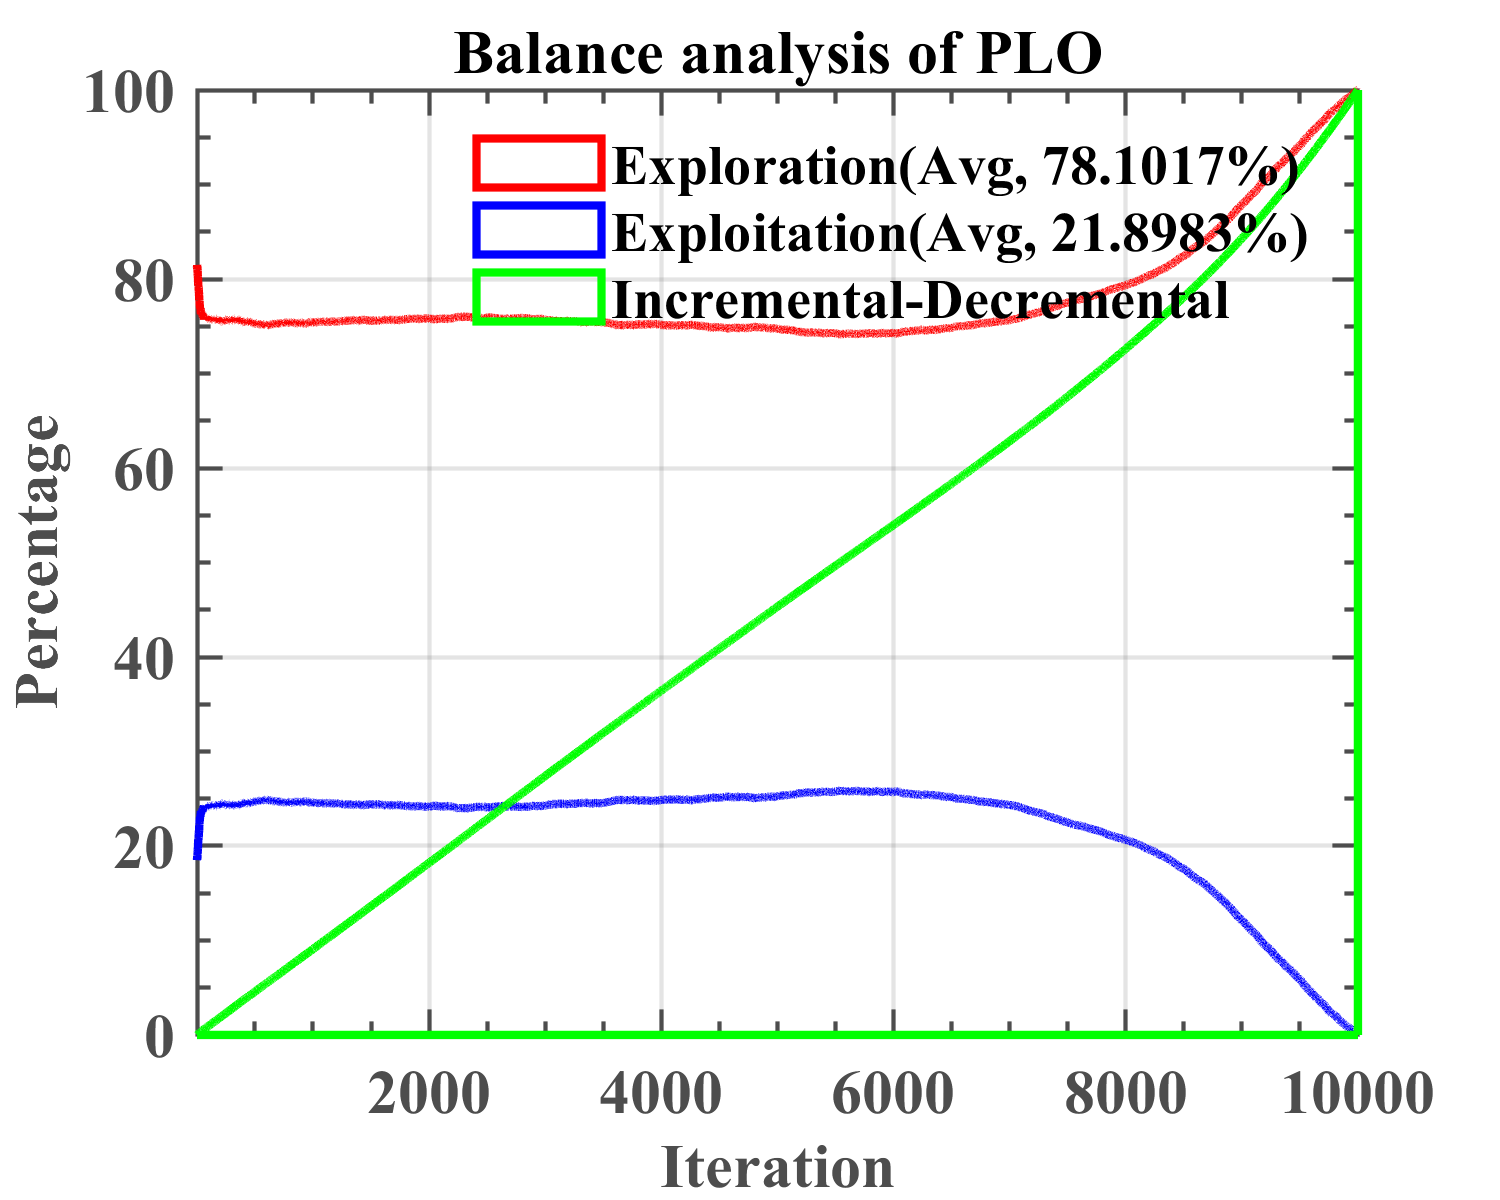 Balance analysis of PLO
100
80
60
40
20
0
Percentage
Exploration(Avg, 78.1017%)
Exploitation(Avg, 21.8983%)
Incremental-Decremental
2000 4000 6000 8000 10000
Iteration